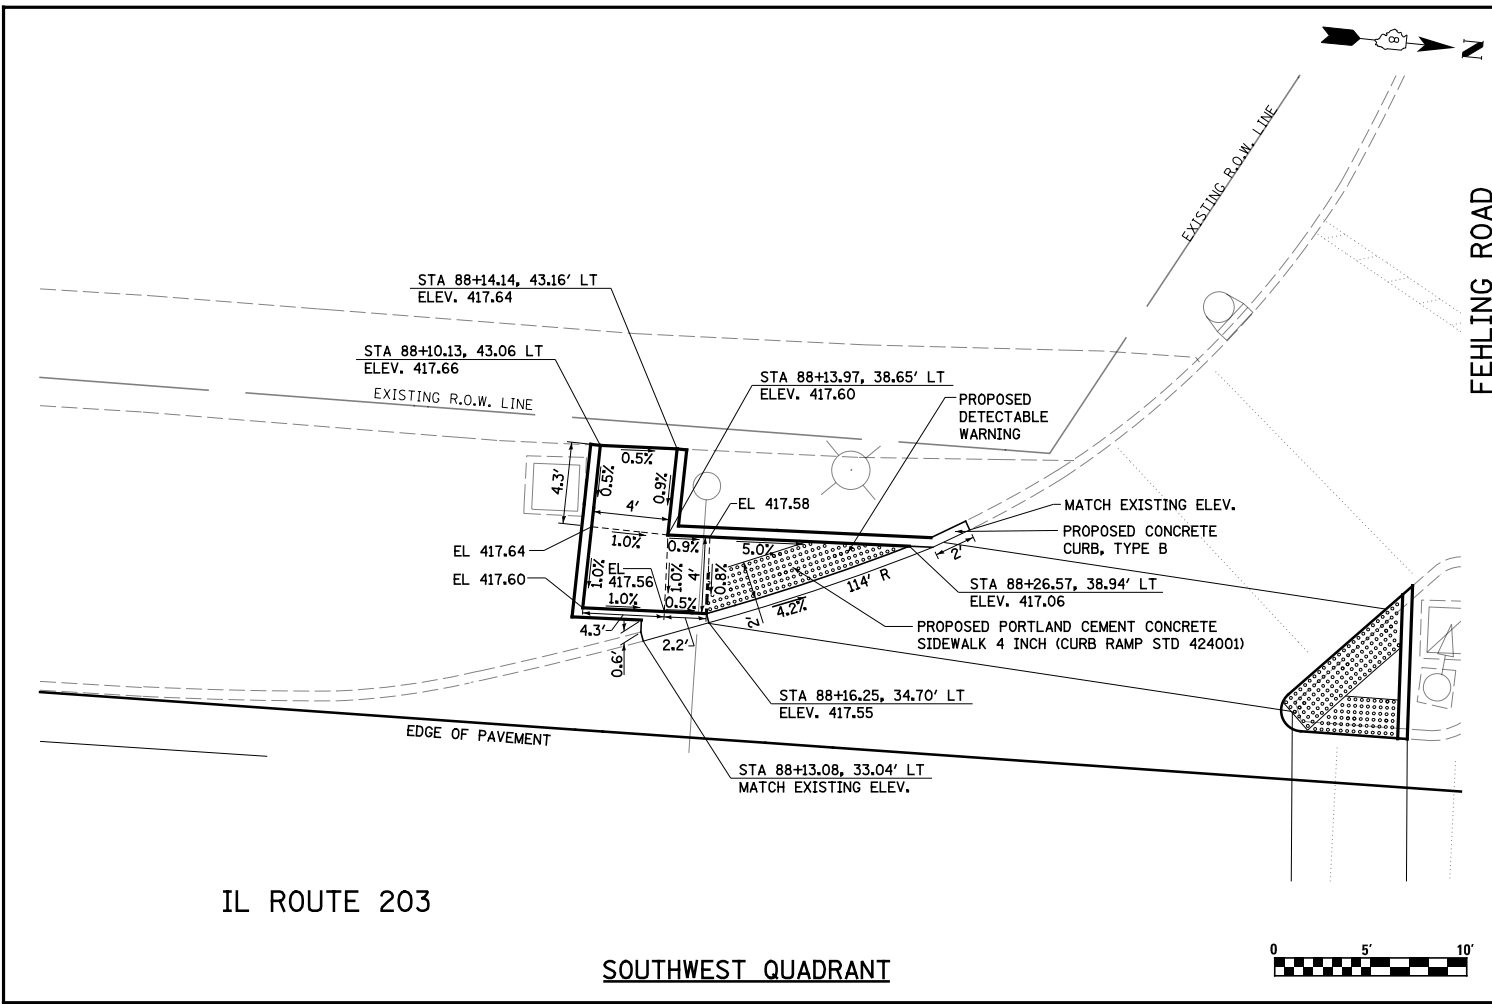 8
N
EXISTING R.O.W. LINE
FEHLING ROAD
STA 88+14.14, 43.16' LT
ELEV. 417.64
STA 88+10.13, 43.06 LT
ELEV. 417.66
EXISTING R.O.W. LINE
STA 88+13.97, 38.65' LT
ELEV. 417.60
PROPOSED
DETECTABLE
WARNING
0.5%
4.3'
0.5%
0.9%
4'
EL 417.58
MATCH EXISTING ELEV.
PROPOSED CONCRETE
CURB, TYPE B
1.0%
0.9%
5.0%
2'
EL 417.64
EL 417.60
1.0%
EL
417.56
1.0%
4'
0.8%
1.0%
0.5%
114' R
4.2%
2'
STA 88+26.57, 38.94' LT
ELEV. 417.06
PROPOSED PORTLAND CEMENT CONCRETE
SIDEWALK 4 INCH (CURB RAMP STD 424001)
4.3'
2.2'
0.6'
STA 88+16.25, 34.70' LT
ELEV. 417.55
EDGE OF PAVEMENT
STA 88+13.08, 33.04' LT
MATCH EXISTING ELEV.
IL ROUTE 203
SOUTHWEST QUADRANT
0 5' 10'